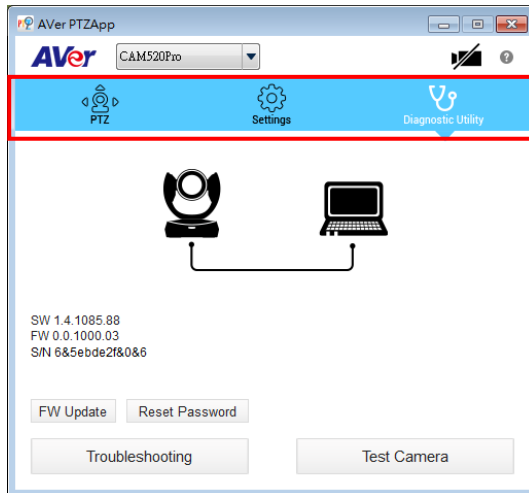 AVer PTZApp
AVer CAM520Pro ?
PTZ Settings Diagnostic Utility
SW 1.4.1085.88
FW 0.0.1000.03
S/N 6&5ebde2f&0&6
FW Update Reset Password
Troubleshooting Test Camera